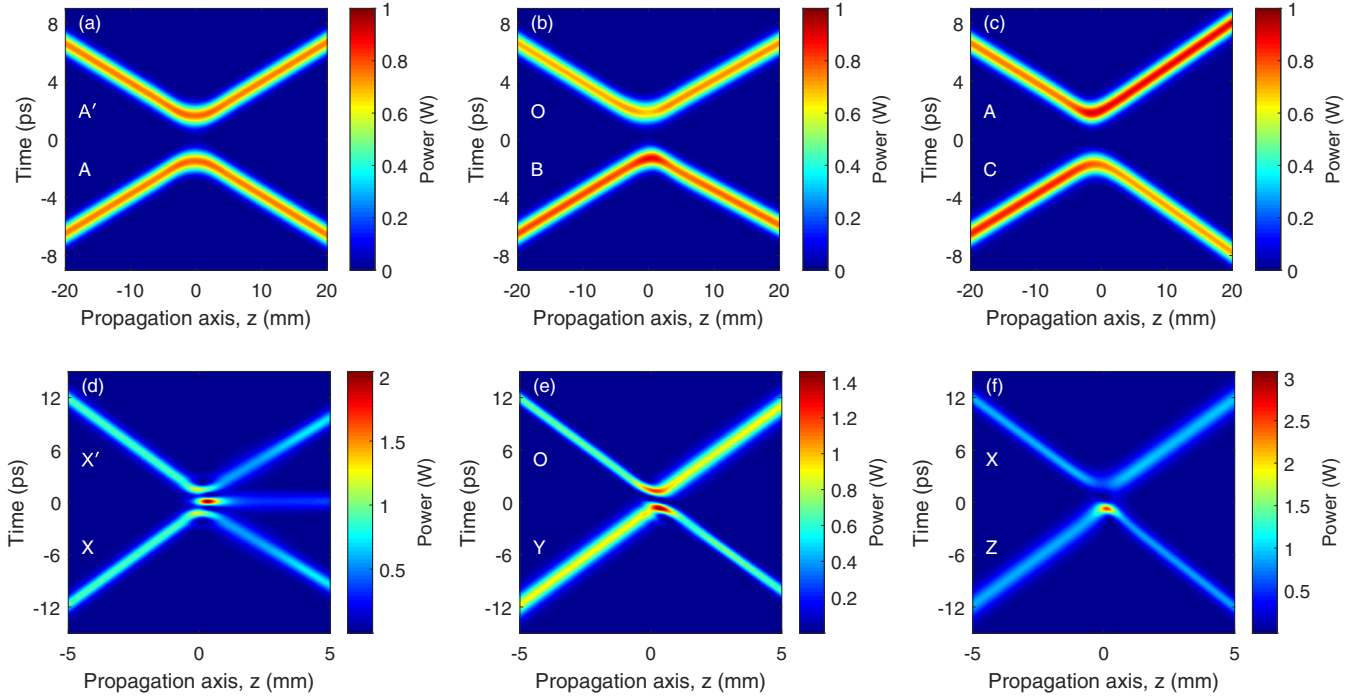 (a)
A′
A
8
4
0
-4
-8
-20
-10
0
10
20
Time (ps)
Propagation axis, z (mm)
1
0.8
0.6
0.4
0.2
0
Power (W)
(b)
O
B
8
4
0
-4
-8
-20
-10
0
10
20
Time (ps)
Propagation axis, z (mm)
1
0.8
0.6
0.4
0.2
0
Power (W)
(c)
A
C
8
4
0
-4
-8
-20
-10
0
10
20
Time (ps)
Propagation axis, z (mm)
1
0.8
0.6
0.4
0.2
0
Power (W)
(d)
X′
X
12
6
0
-6
-12
-5
0
5
Time (ps)
Propagation axis, z (mm)
2
1.5
1
0.5
Power (W)
(e)
O
Y
12
6
0
-6
-12
-5
0
5
Time (ps)
Propagation axis, z (mm)
1.4
1.2
1
0.8
0.6
0.4
0.2
Power (W)
(f)
X
Z
12
6
0
-6
-12
-5
0
5
Time (ps)
Propagation axis, z (mm)
3
2.5
2
1.5
1
0.5
Power (W)